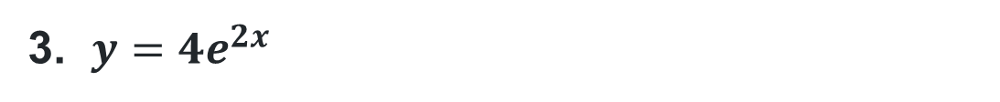 3. y = 4e^{2x}